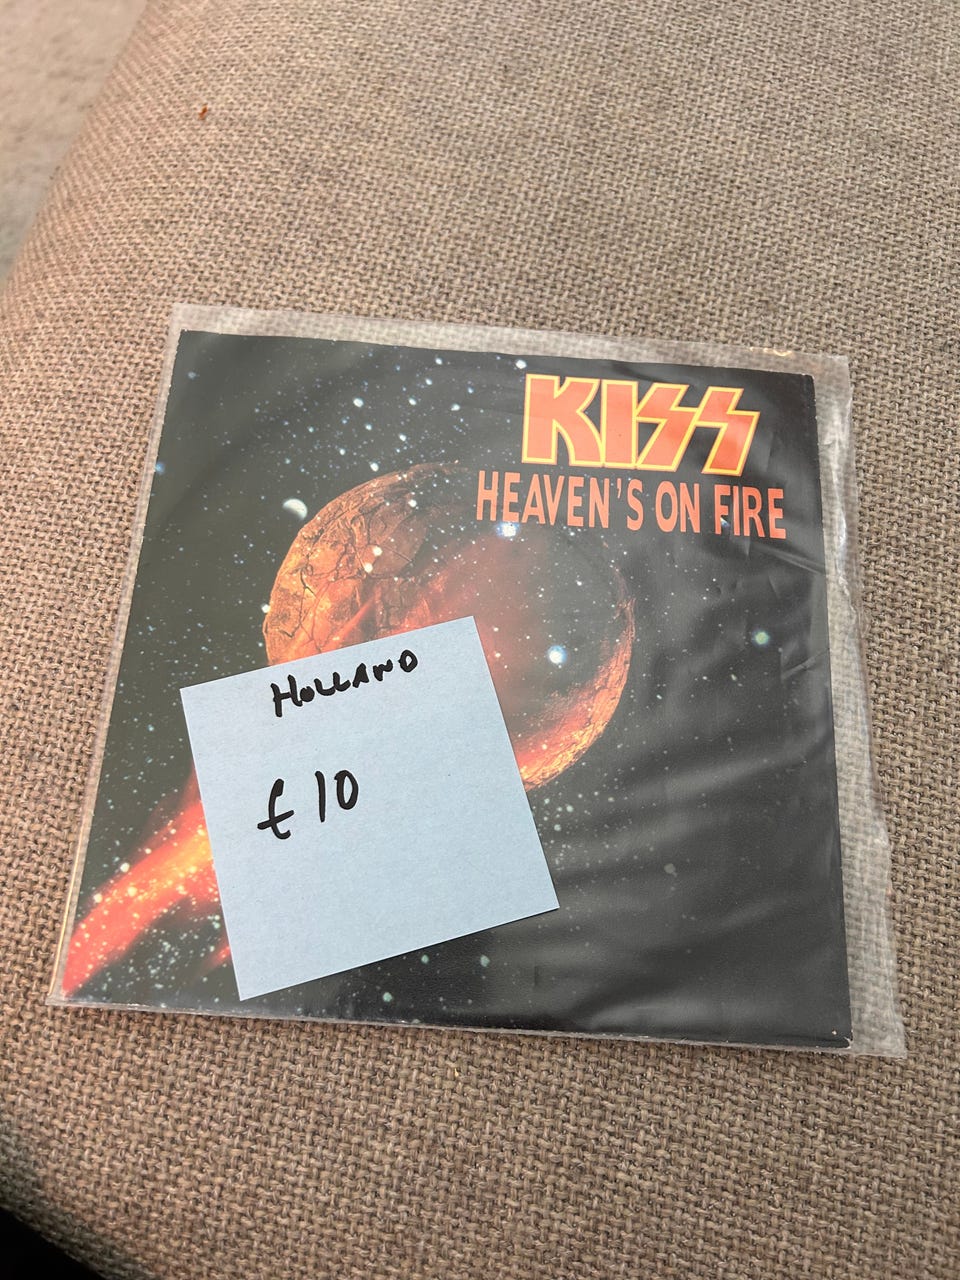 KISS
HEAVEN'S ON FIRE
HOLLAND
£10